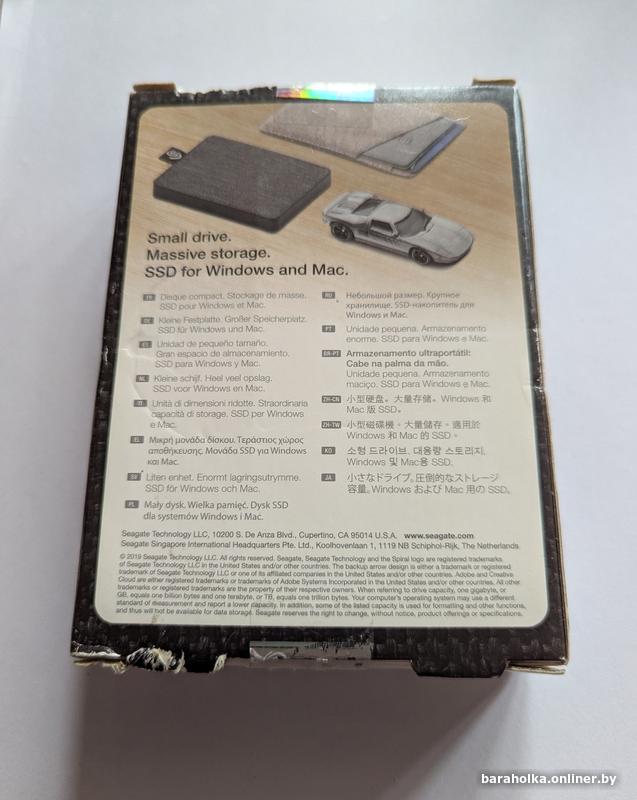 Small drive.
Massive storage.
SSD for Windows and Mac.
FR Disque compact. Stockage de masse.
SSD pour Windows et Mac.
DE Kleine Festplatte. Großer Speicherplatz.
SSD für Windows und Mac.
ES Unidad de pequeño tamaño.
Gran espacio de almacenamiento.
SSD para Windows y Mac.
NL Kleine schijf. Heel veel opslag.
SSD voor Windows en Mac.
IT Unità di dimensioni ridotte. Straordinaria
capacità di storage. SSD per Windows
e Mac.
EL Μικρή μονάδα δίσκου. Τεράστιος χώρος
αποθήκευσης. Μονάδα SSD για Windows
και Mac.
SV Liten enhet. Enormt lagringsutrymme.
SSD för Windows och Mac.
PL Mały dysk. Wielka pamięć. Dysk SSD
dla systemów Windows i Mac.
RU Небольшой размер. Крупное
хранилище. SSD-накопитель для
Windows и Mac.
PT Unidade pequena. Armazenamento
enorme. SSD para Windows e Mac.
BR-PT Armazenamento ultraportátil:
Cabe na palma da mão.
Unidade pequena. Armazenamento
maciço. SSD para Windows e Mac.
ZH-CN 小型硬盘。大量存储。Windows 和
Mac 版 SSD。
ZH-TW 小型磁碟機。大量儲存。適用於
Windows 和 Mac 的 SSD。
KO 소형 드라이브. 대용량 스토리지.
Windows 및 Mac용 SSD.
JA 小さなドライブ。圧倒的なストレージ
容量。Windows および Mac 用の SSD。
Seagate Technology LLC, 10200 S. De Anza Blvd., Cupertino, CA 95014 U.S.A. www.seagate.com
Seagate Singapore International Headquarters Pte. Ltd., Koolhovenlaan 1, 1119 NB Schiphol-Rijk, The Netherlands
© 2019 Seagate Technology LLC. All rights reserved. Seagate, Seagate Technology and the Spiral logo are registered trademarks
of Seagate Technology LLC in the United States and/or other countries. The backup arrow design is either a trademark or registered
trademark of Seagate Technology LLC or one of its affiliated companies in the United States and/or other countries. Adobe and Creative
Cloud are either registered trademarks or trademarks of Adobe Systems Incorporated in the United States and/or other countries. All other
trademarks or registered trademarks are the property of their respective owners. When referring to drive capacity, one gigabyte, or
GB, equals one billion bytes and one terabyte, or TB, equals one trillion bytes. Your computer's operating system may use a different
standard of measurement and report a lower capacity. In addition, some of the listed capacity is used for formatting and other functions,
and thus will not be available for data storage. Seagate reserves the right to change, without notice, product offerings or specifications.
baraholka.onliner.by